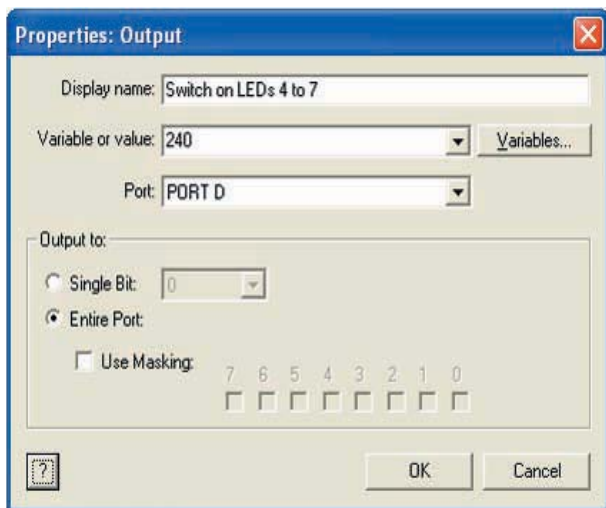 Properties: Output
Display name: Switch on LEDs 4 to 7
Variable or value: 240 Variables...
Port: PORT D
Output to:
Single Bit: 0
Entire Port:
Use Masking: 7 6 5 4 3 2 1 0
? OK Cancel